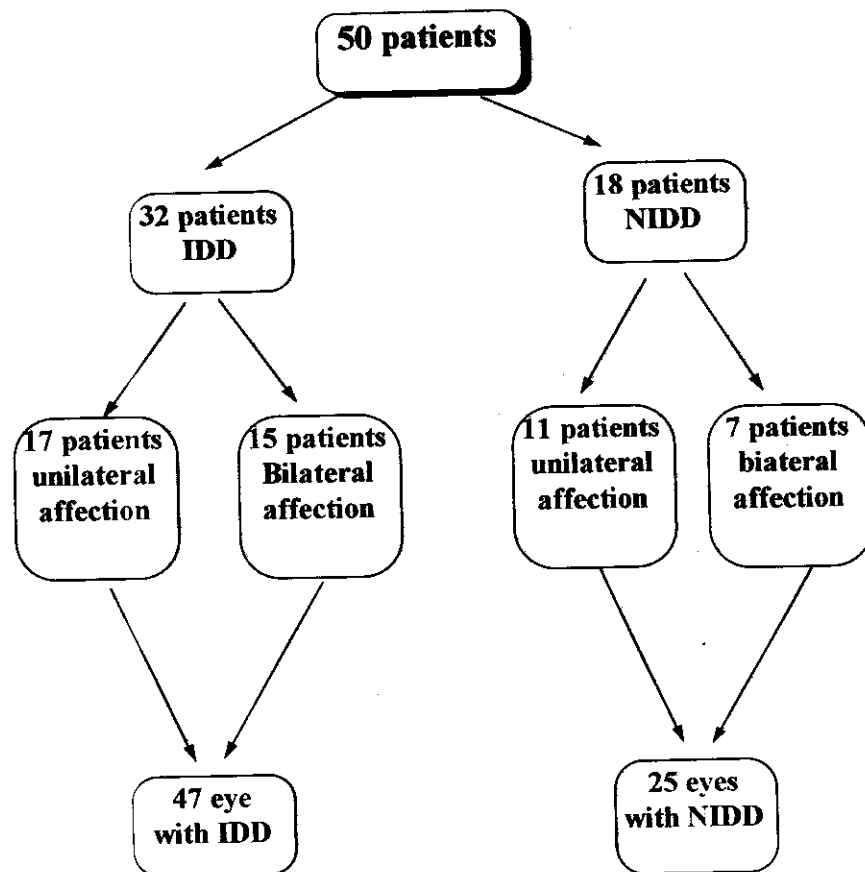 50 patients
32 patients
IDD
18 patients
NIDD
17 patients
unilateral
affection
15 patients
Bilateral
affection
11 patients
unilateral
affection
7 patients
biateral
affection
47 eye
with IDD
25 eyes
with NIDD